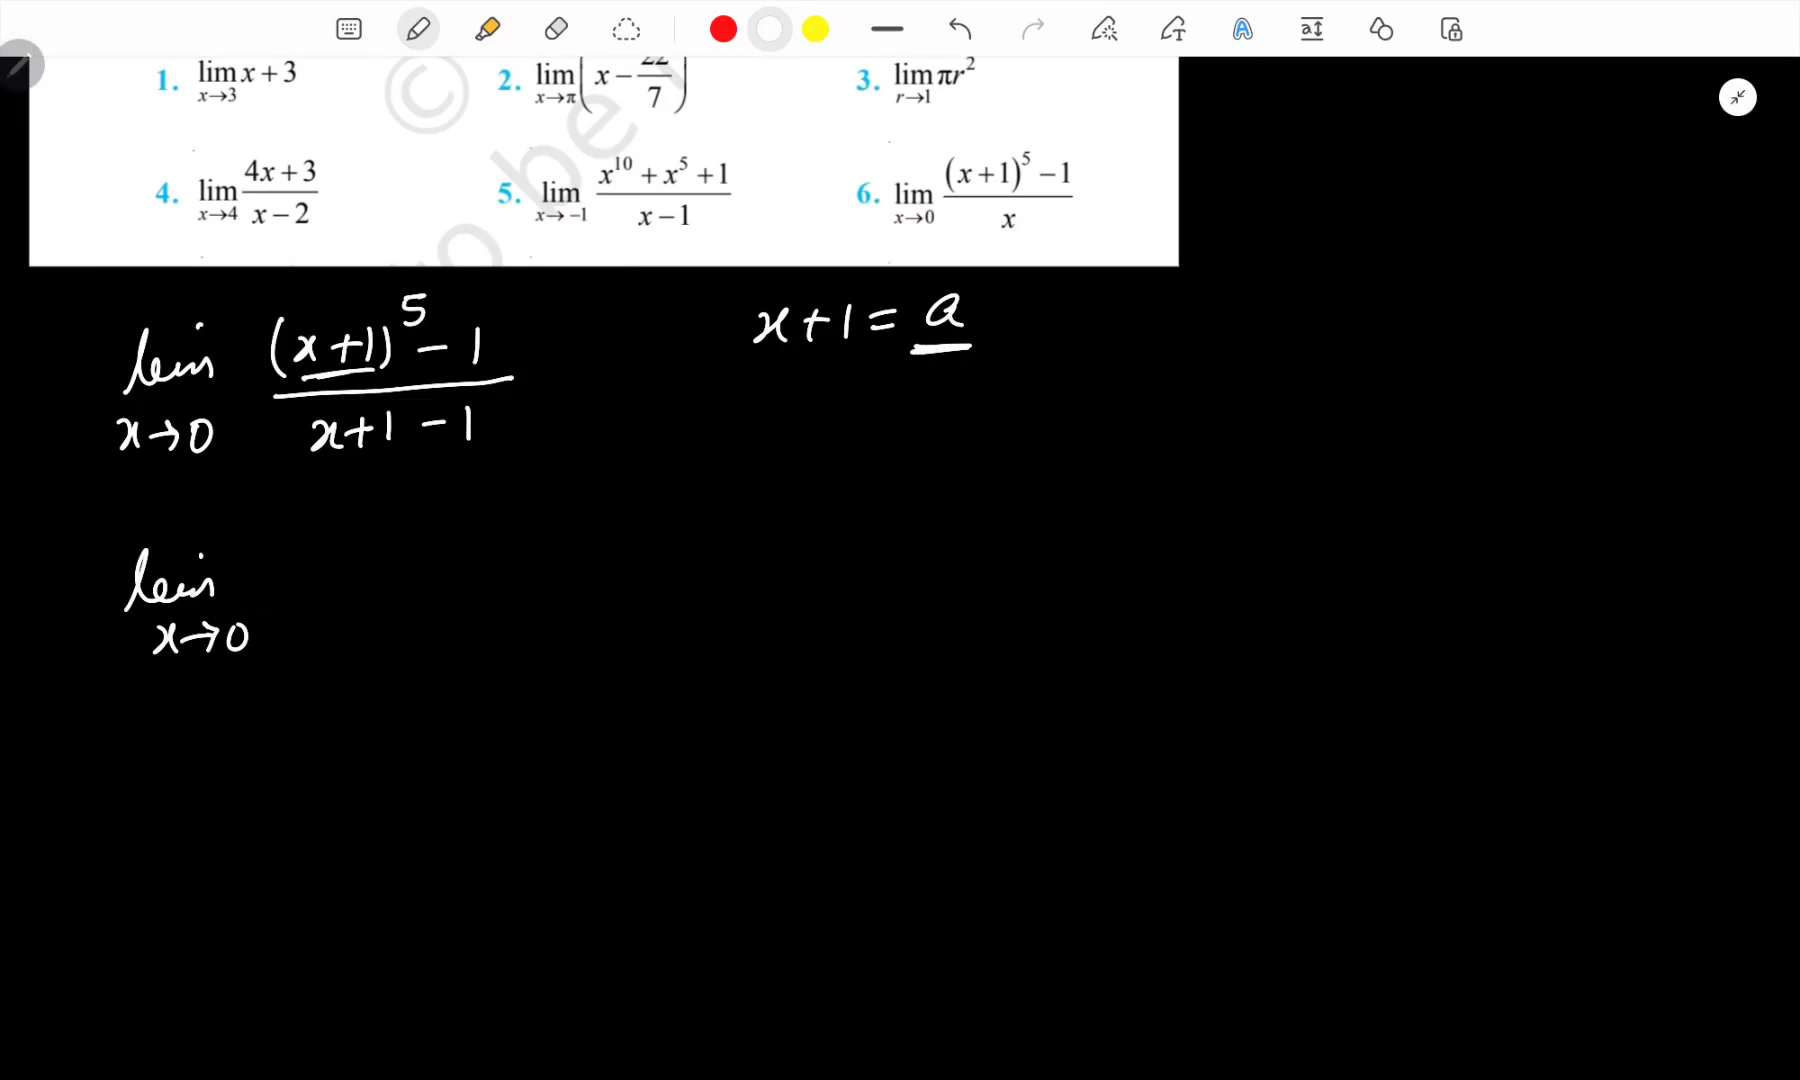 1. lim x→3 x + 3
2. lim x→π (x − 22/7)
3. lim r→1 πr²
4. lim x→4 (4x + 3)/(x − 2)
5. lim x→ −1 (x¹⁰ + x⁵ + 1)/(x − 1)
6. lim x→0 ((x + 1)⁵ − 1)/x
©
o be
lim x→0 ((x+1)⁵ − 1)/(x+1 − 1)
x+1 = a
lim x→0